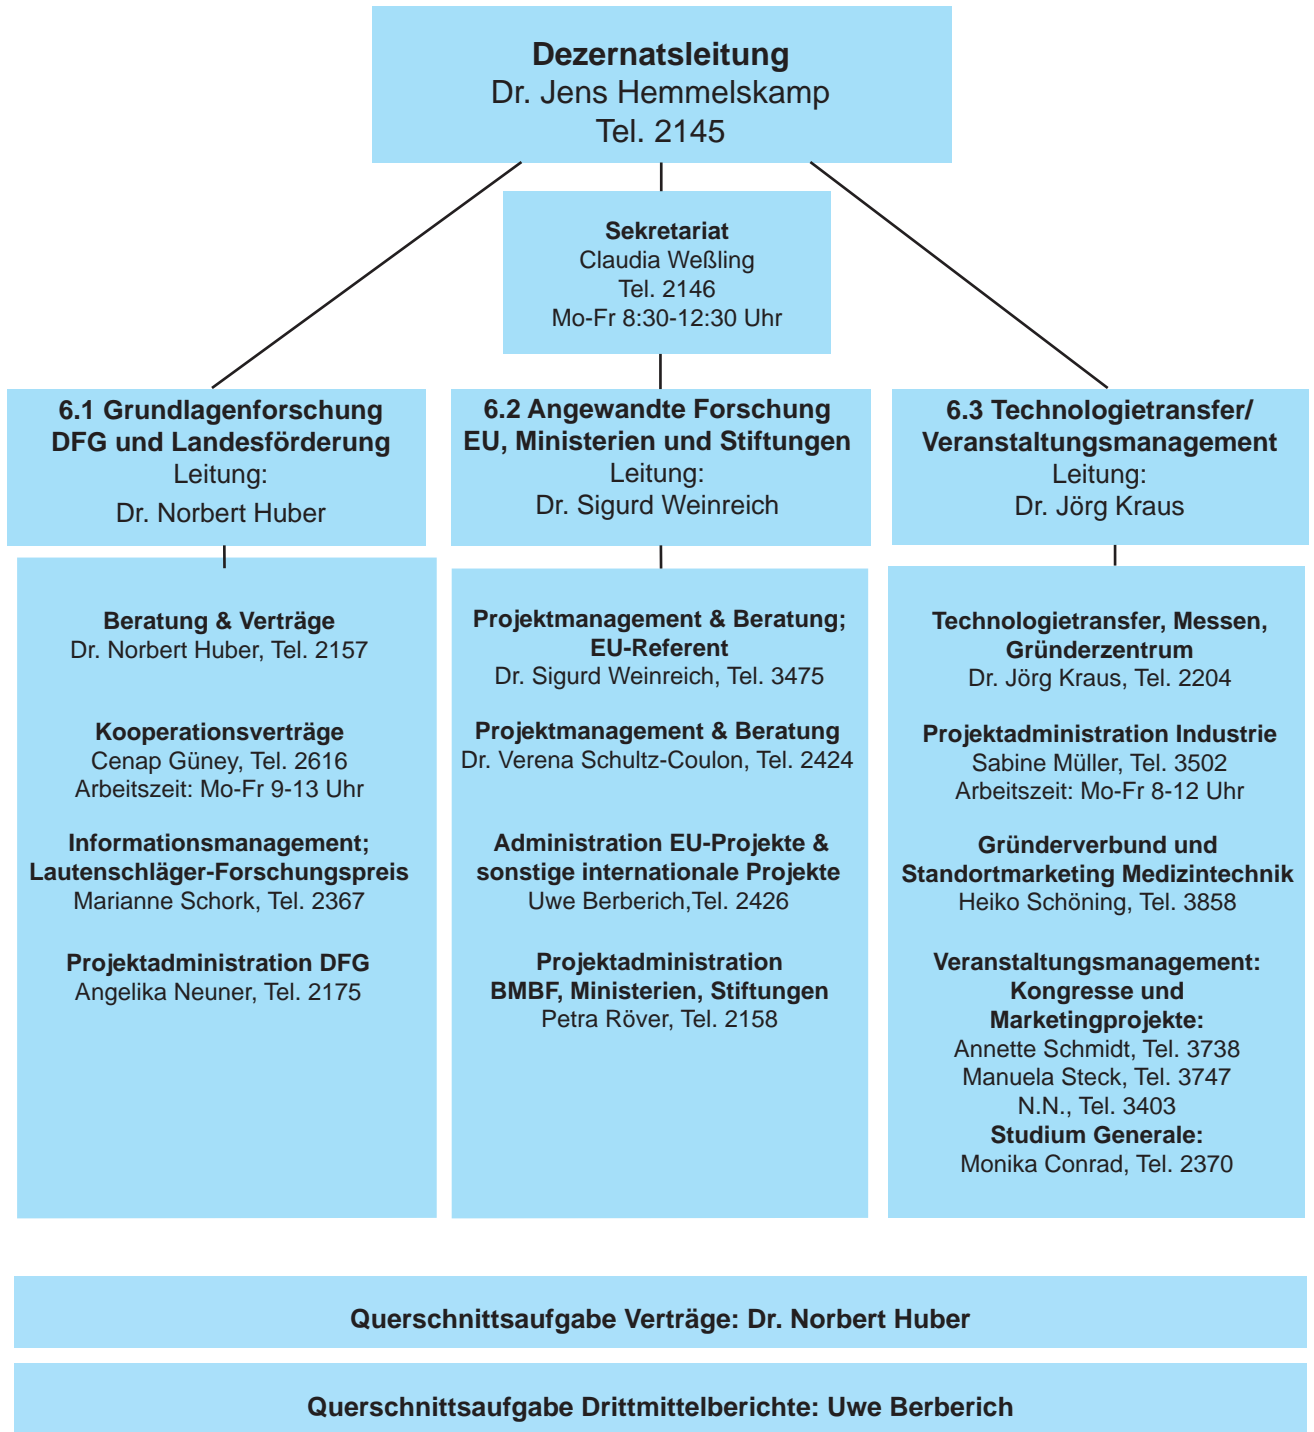 Dezernatsleitung
Dr. Jens Hemmelskamp
Tel. 2145
Sekretariat
Claudia Weßling
Tel. 2146
Mo-Fr 8:30-12:30 Uhr
6.1 Grundlagenforschung
DFG und Landesförderung
Leitung:
Dr. Norbert Huber
6.2 Angewandte Forschung
EU, Ministerien und Stiftungen
Leitung:
Dr. Sigurd Weinreich
6.3 Technologietransfer/
Veranstaltungsmanagement
Leitung:
Dr. Jörg Kraus
Beratung & Verträge
Dr. Norbert Huber, Tel. 2157
Kooperationsverträge
Cenap Güney, Tel. 2616
Arbeitszeit: Mo-Fr 9-13 Uhr
Informationsmanagement;
Lautenschläger-Forschungspreis
Marianne Schork, Tel. 2367
Projektadministration DFG
Angelika Neuner, Tel. 2175
Projektmanagement & Beratung;
EU-Referent
Dr. Sigurd Weinreich, Tel. 3475
Projektmanagement & Beratung
Dr. Verena Schultz-Coulon, Tel. 2424
Administration EU-Projekte &
sonstige internationale Projekte
Uwe Berberich,Tel. 2426
Projektadministration
BMBF, Ministerien, Stiftungen
Petra Röver, Tel. 2158
Technologietransfer, Messen,
Gründerzentrum
Dr. Jörg Kraus, Tel. 2204
Projektadministration Industrie
Sabine Müller, Tel. 3502
Arbeitszeit: Mo-Fr 8-12 Uhr
Gründerverbund und
Standortmarketing Medizintechnik
Heiko Schöning, Tel. 3858
Veranstaltungsmanagement:
Kongresse und
Marketingprojekte:
Annette Schmidt, Tel. 3738
Manuela Steck, Tel. 3747
N.N., Tel. 3403
Studium Generale:
Monika Conrad, Tel. 2370
Querschnittsaufgabe Verträge: Dr. Norbert Huber
Querschnittsaufgabe Drittmittelberichte: Uwe Berberich